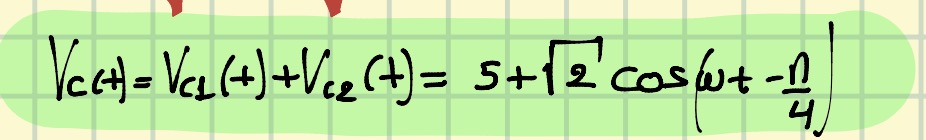 Vc(t) = Vc1(t) + Vc2(t) = 5 + √2 cos(ωt - π/4)